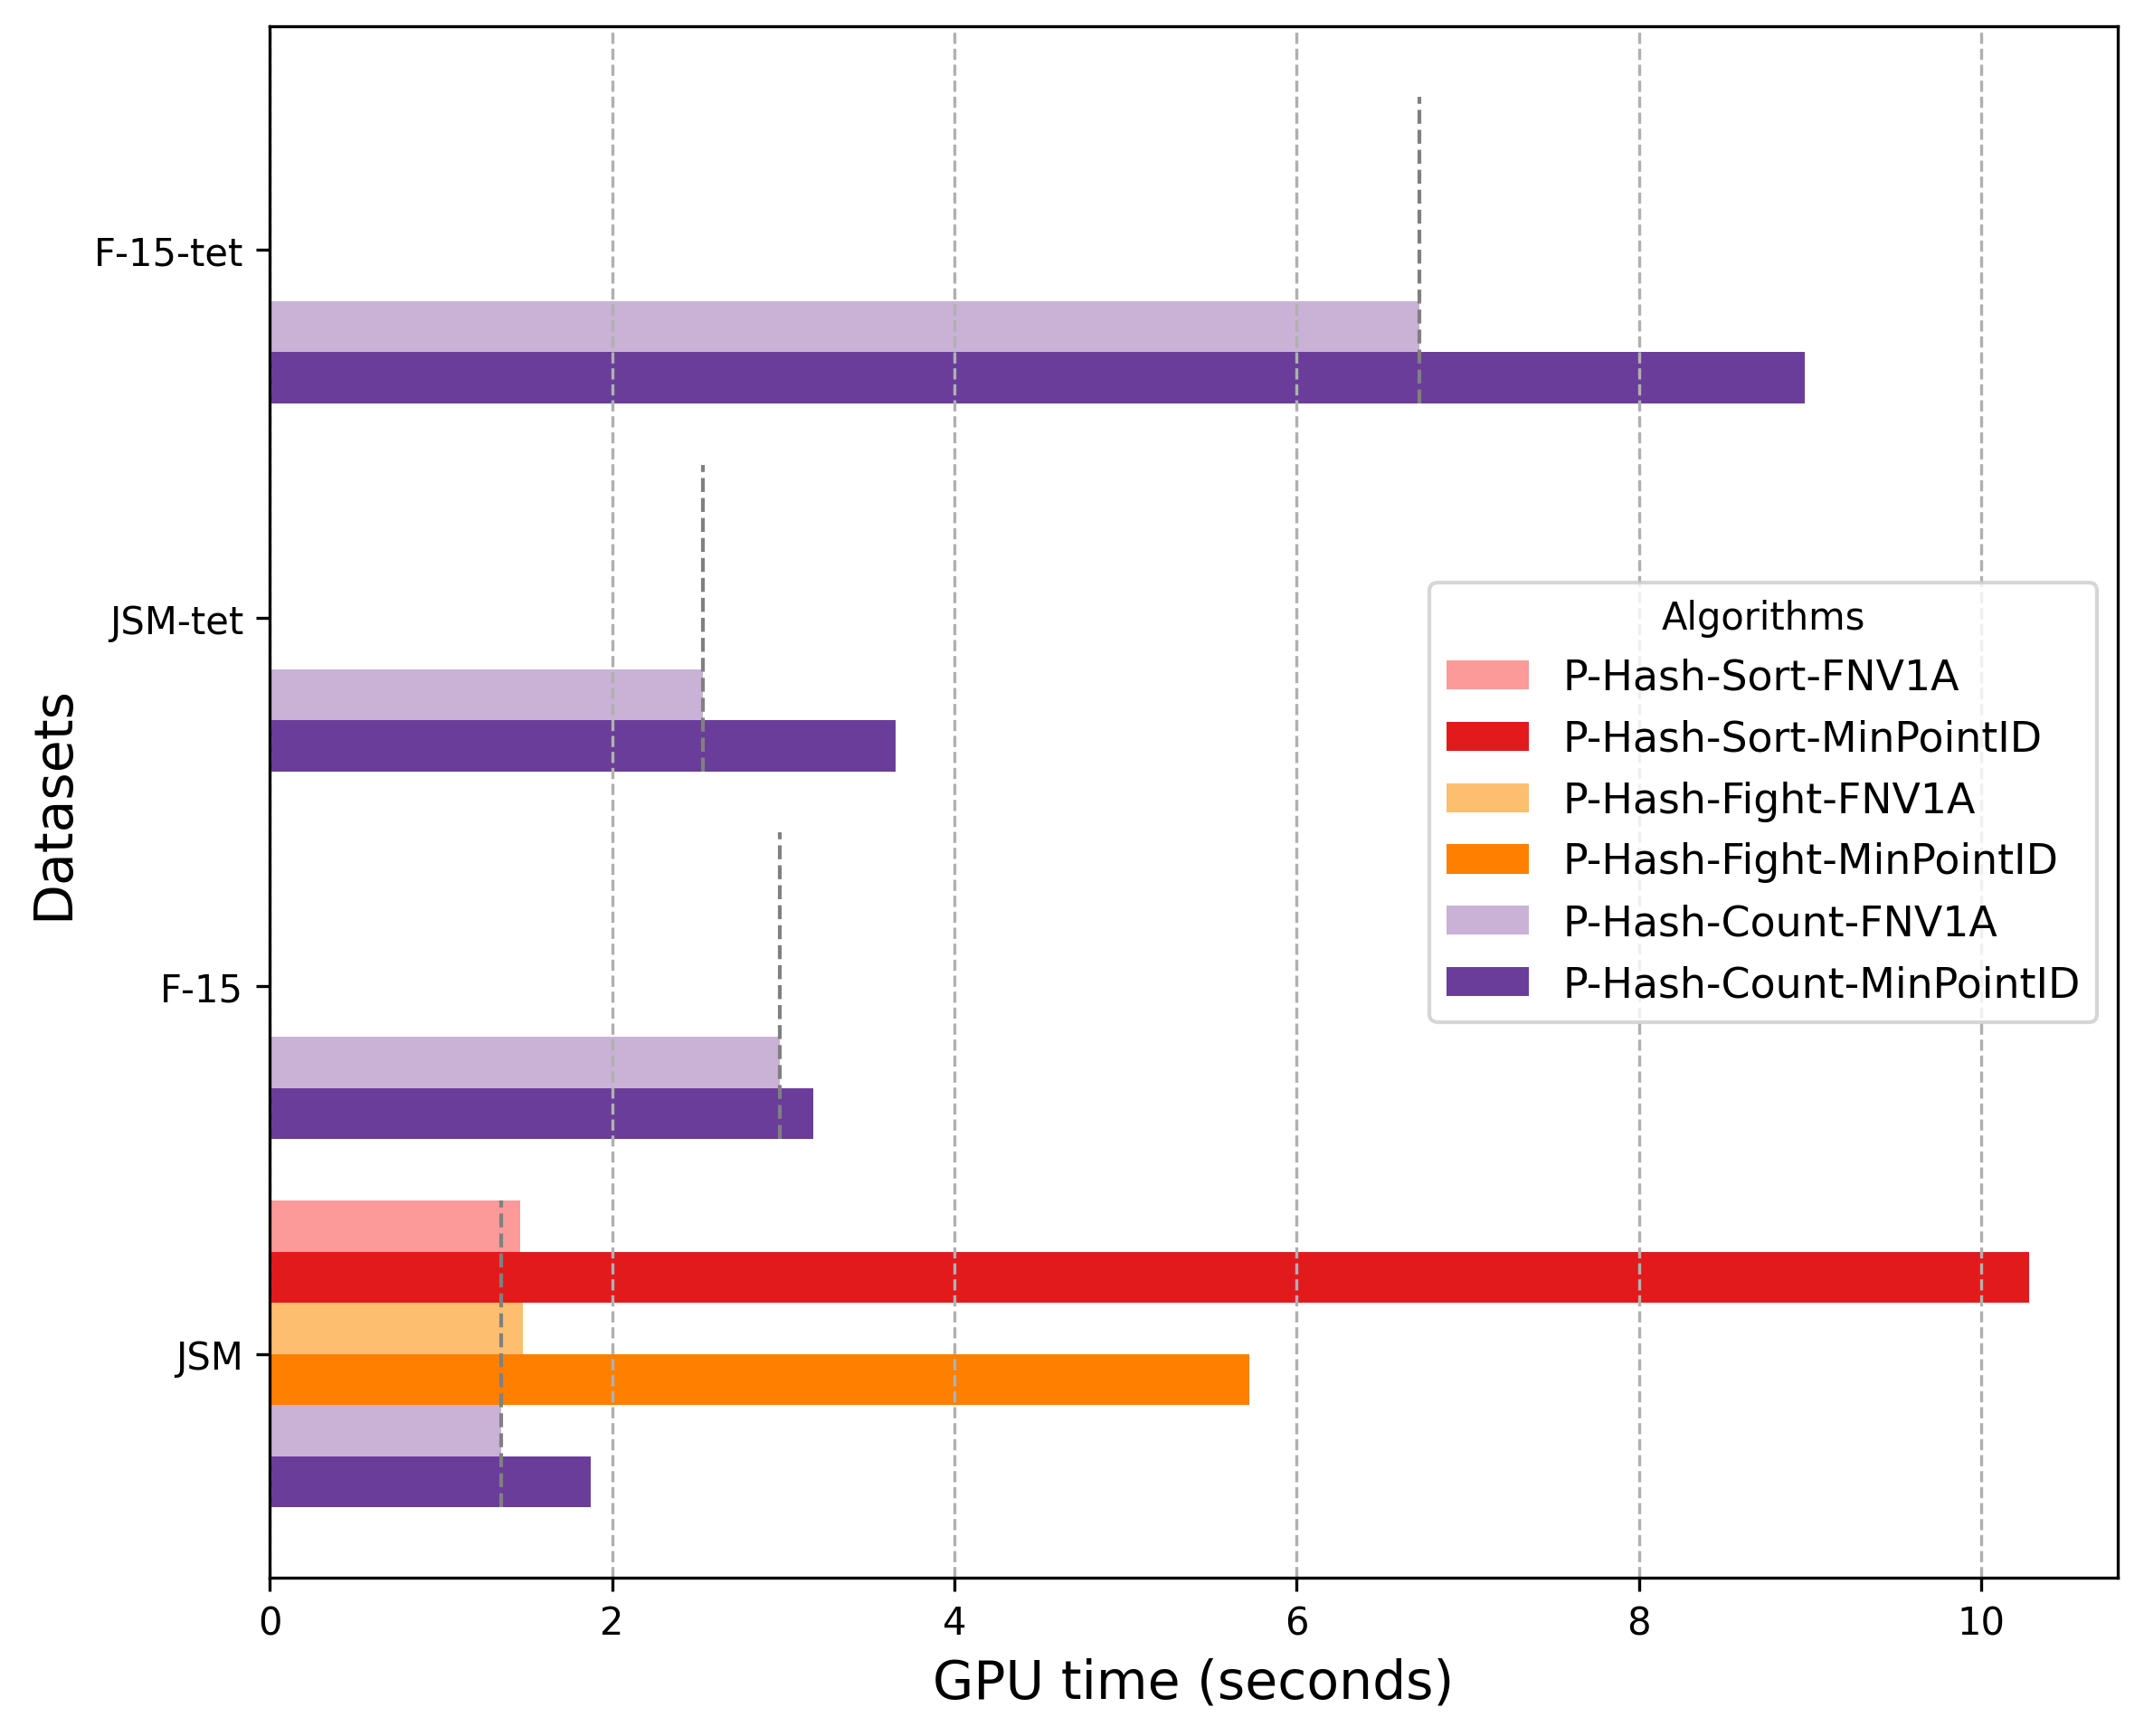 F-15-tet
JSM-tet
F-15
JSM
Datasets
Algorithms
P-Hash-Sort-FNV1A
P-Hash-Sort-MinPointID
P-Hash-Fight-FNV1A
P-Hash-Fight-MinPointID
P-Hash-Count-FNV1A
P-Hash-Count-MinPointID
0 2 4 6 8 10
GPU time (seconds)